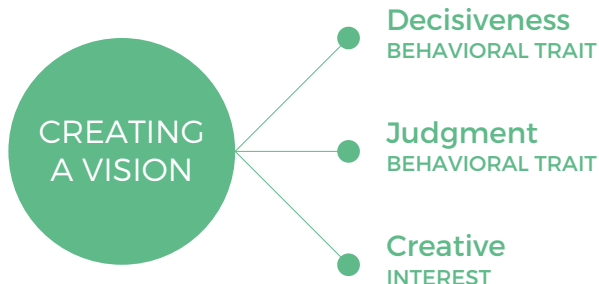 CREATING
A VISION
Decisiveness
BEHAVIORAL TRAIT
Judgment
BEHAVIORAL TRAIT
Creative
INTEREST